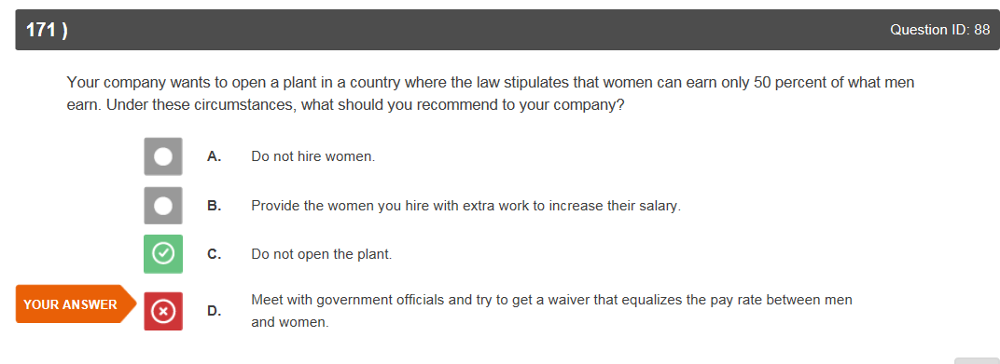 171 )
Question ID: 88
Your company wants to open a plant in a country where the law stipulates that women can earn only 50 percent of what men
earn. Under these circumstances, what should you recommend to your company?
A. Do not hire women.
B. Provide the women you hire with extra work to increase their salary.
C. Do not open the plant.
YOUR ANSWER
D. Meet with government officials and try to get a waiver that equalizes the pay rate between men
and women.